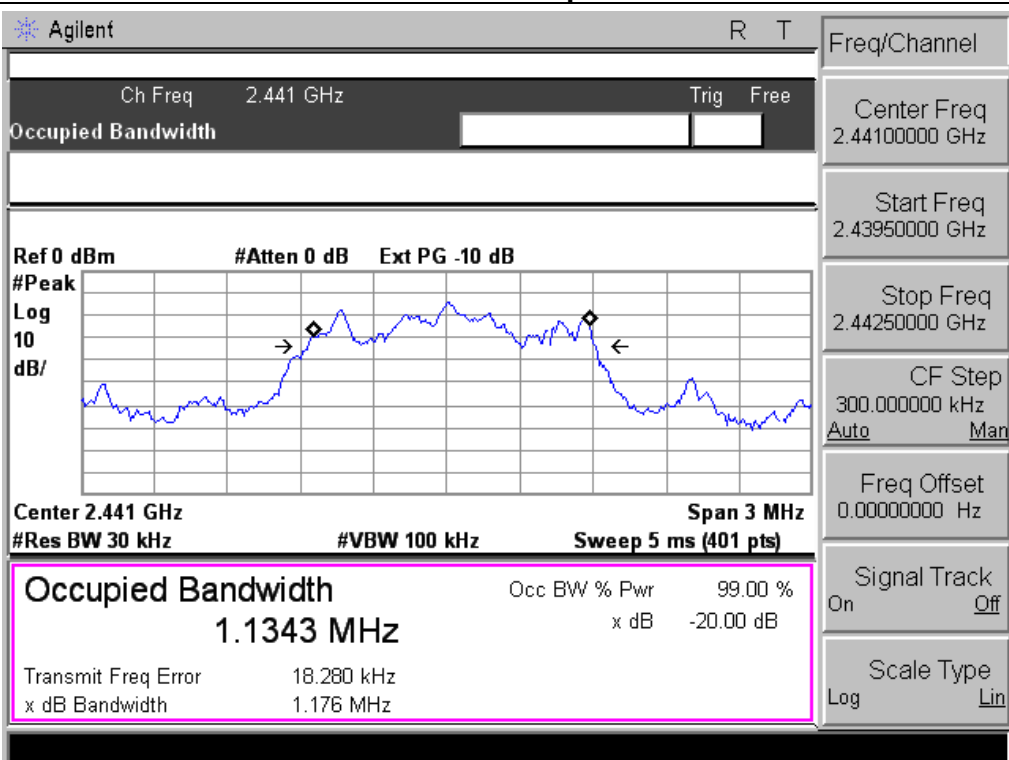 Agilent R T
Ch Freq 2.441 GHz Trig Free
Occupied Bandwidth
Ref 0 dBm #Atten 0 dB Ext PG -10 dB
#Peak
Log
10
dB/
Center 2.441 GHz Span 3 MHz
#Res BW 30 kHz #VBW 100 kHz Sweep 5 ms (401 pts)
Occupied Bandwidth
1.1343 MHz
Occ BW % Pwr 99.00 %
x dB -20.00 dB
Transmit Freq Error 18.280 kHz
x dB Bandwidth 1.176 MHz
Freq/Channel
Center Freq
2.44100000 GHz
Start Freq
2.43950000 GHz
Stop Freq
2.44250000 GHz
CF Step
300.000000 kHz
Auto Man
Freq Offset
0.00000000 Hz
Signal Track
On Off
Scale Type
Log Lin